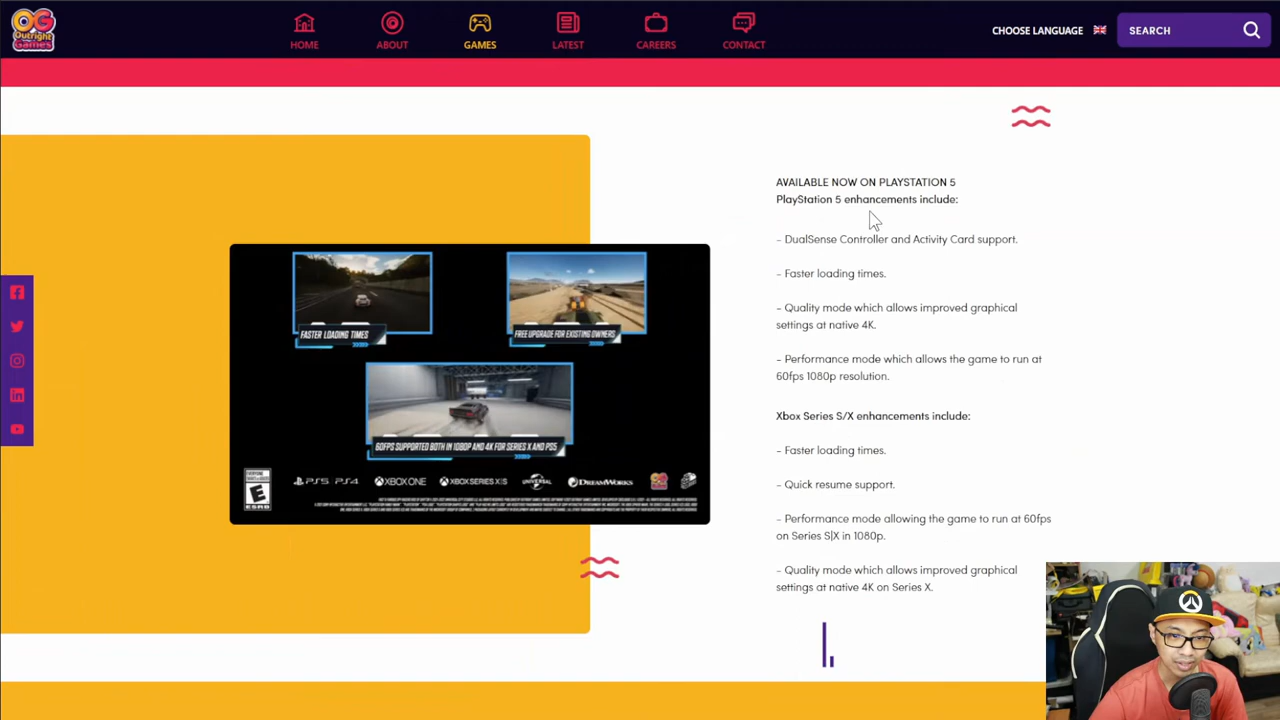 OG
Outright
Games
HOME
ABOUT
GAMES
LATEST
CAREERS
CONTACT
CHOOSE LANGUAGE
SEARCH
AVAILABLE NOW ON PLAYSTATION 5
PlayStation 5 enhancements include:
- DualSense Controller and Activity Card support.
- Faster loading times.
- Quality mode which allows improved graphical
settings at native 4K.
- Performance mode which allows the game to run at
60fps 1080p resolution.
Xbox Series S/X enhancements include:
- Faster loading times.
- Quick resume support.
- Performance mode allowing the game to run at 60fps
on Series S|X in 1080p.
- Quality mode which allows improved graphical
settings at native 4K on Series X.
FASTER LOADING TIMES
FREE UPGRADE FOR EXISTING OWNERS
60FPS SUPPORTED BOTH IN 1080P AND 4K FOR SERIES X AND PS5
EVERYONE
E
ESRB
PS5 PS4 XBOX ONE XBOX SERIES X|S UNIVERSAL DREAMWORKS